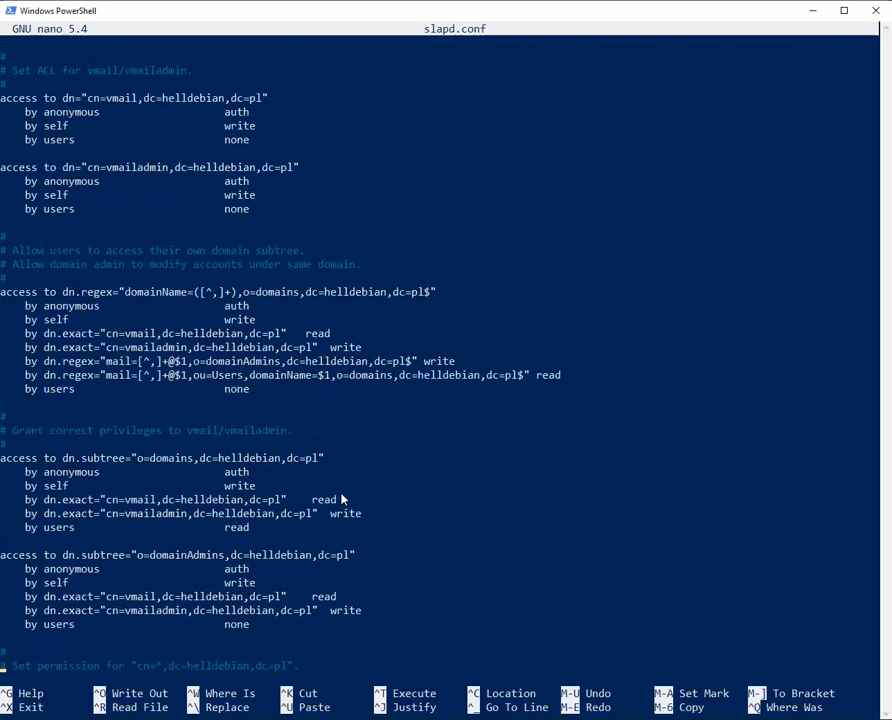 Windows PowerShell
GNU nano 5.4 slapd.conf
#
# Set ACL for vmail/vmailadmin.
#
access to dn="cn=vmail,dc=helldebian,dc=pl"
by anonymous auth
by self write
by users none
access to dn="cn=vmailadmin,dc=helldebian,dc=pl"
by anonymous auth
by self write
by users none
#
# Allow users to access their own domain subtree.
# Allow domain admin to modify accounts under same domain.
#
access to dn.regex="domainName=([^,]+),o=domains,dc=helldebian,dc=pl$"
by anonymous auth
by self write
by dn.exact="cn=vmail,dc=helldebian,dc=pl" read
by dn.exact="cn=vmailadmin,dc=helldebian,dc=pl" write
by dn.regex="mail=[^,]+@$1,o=domainAdmins,dc=helldebian,dc=pl$" write
by dn.regex="mail=[^,]+@$1,ou=Users,domainName=$1,o=domains,dc=helldebian,dc=pl$" read
by users none
#
# Grant correct privileges to vmail/vmailadmin.
#
access to dn.subtree="o=domains,dc=helldebian,dc=pl"
by anonymous auth
by self write
by dn.exact="cn=vmail,dc=helldebian,dc=pl" read
by dn.exact="cn=vmailadmin,dc=helldebian,dc=pl" write
by users read
access to dn.subtree="o=domainAdmins,dc=helldebian,dc=pl"
by anonymous auth
by self write
by dn.exact="cn=vmail,dc=helldebian,dc=pl" read
by dn.exact="cn=vmailadmin,dc=helldebian,dc=pl" write
by users none
#
# Set permission for "cn=*,dc=helldebian,dc=pl".
^G Help ^O Write Out ^W Where Is ^K Cut ^T Execute ^C Location M-U Undo M-A Set Mark M-] To Bracket
^X Exit ^R Read File ^\ Replace ^U Paste ^J Justify ^_ Go To Line M-E Redo M-6 Copy ^Q Where Was